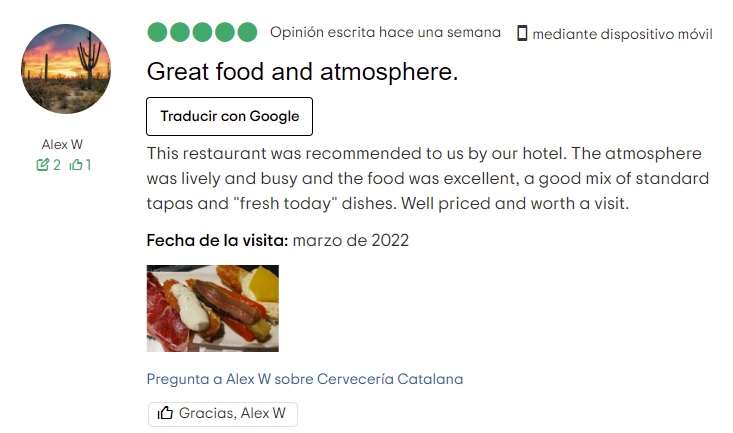 Opinión escrita hace una semana mediante dispositivo móvil
Great food and atmosphere.
Traducir con Google
Alex W
2 1
This restaurant was recommended to us by our hotel. The atmosphere
was lively and busy and the food was excellent, a good mix of standard
tapas and "fresh today" dishes. Well priced and worth a visit.
Fecha de la visita: marzo de 2022
Pregunta a Alex W sobre Cervecería Catalana
Gracias, Alex W